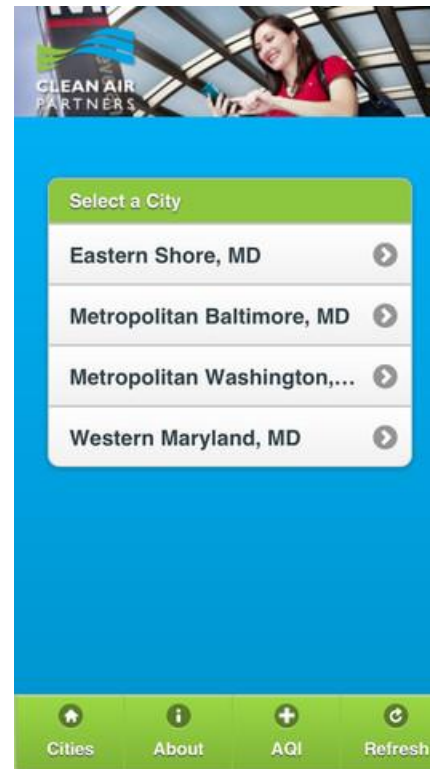 CLEAN AIR
PARTNERS
Select a City
Eastern Shore, MD
Metropolitan Baltimore, MD
Metropolitan Washington,...
Western Maryland, MD
Cities
About
AQI
Refresh